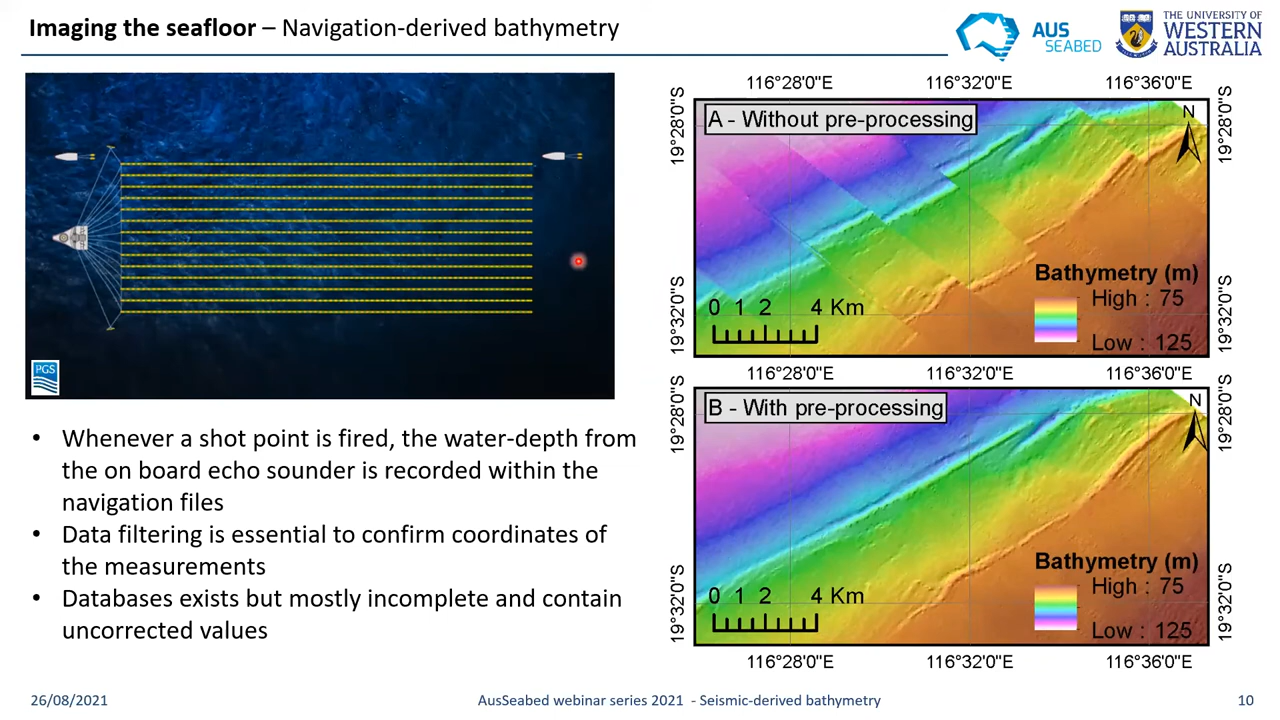 Imaging the seafloor – Navigation-derived bathymetry
AUS
SEABED
THE UNIVERSITY OF
WESTERN
AUSTRALIA
PGS
• Whenever a shot point is fired, the water-depth from
the on board echo sounder is recorded within the
navigation files
• Data filtering is essential to confirm coordinates of
the measurements
• Databases exists but mostly incomplete and contain
uncorrected values
116°28'0"E 116°32'0"E 116°36'0"E
19°28'0"S
19°32'0"S
A - Without pre-processing
N
19°28'0"S
19°32'0"S
0 1 2 4 Km
Bathymetry (m)
High : 75
Low : 125
116°28'0"E 116°32'0"E 116°36'0"E
19°28'0"S
19°32'0"S
B - With pre-processing
N
19°28'0"S
19°32'0"S
0 1 2 4 Km
Bathymetry (m)
High : 75
Low : 125
116°28'0"E 116°32'0"E 116°36'0"E
26/08/2021
AusSeabed webinar series 2021 - Seismic-derived bathymetry
10